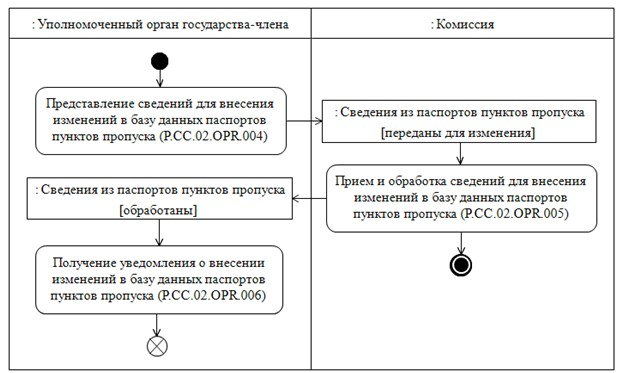 : Уполномоченный орган государства-члена
: Комиссия
Представление сведений для внесения
изменений в базу данных паспортов
пунктов пропуска (P.CC.02.OPR.004)
: Сведения из паспортов пунктов пропуска
[переданы для изменения]
Прием и обработка сведений для внесения
изменений в базу данных паспортов
пунктов пропуска (P.CC.02.OPR.005)
: Сведения из паспортов пунктов пропуска
[обработаны]
Получение уведомления о внесении
изменений в базу данных паспортов
пунктов пропуска (P.CC.02.OPR.006)